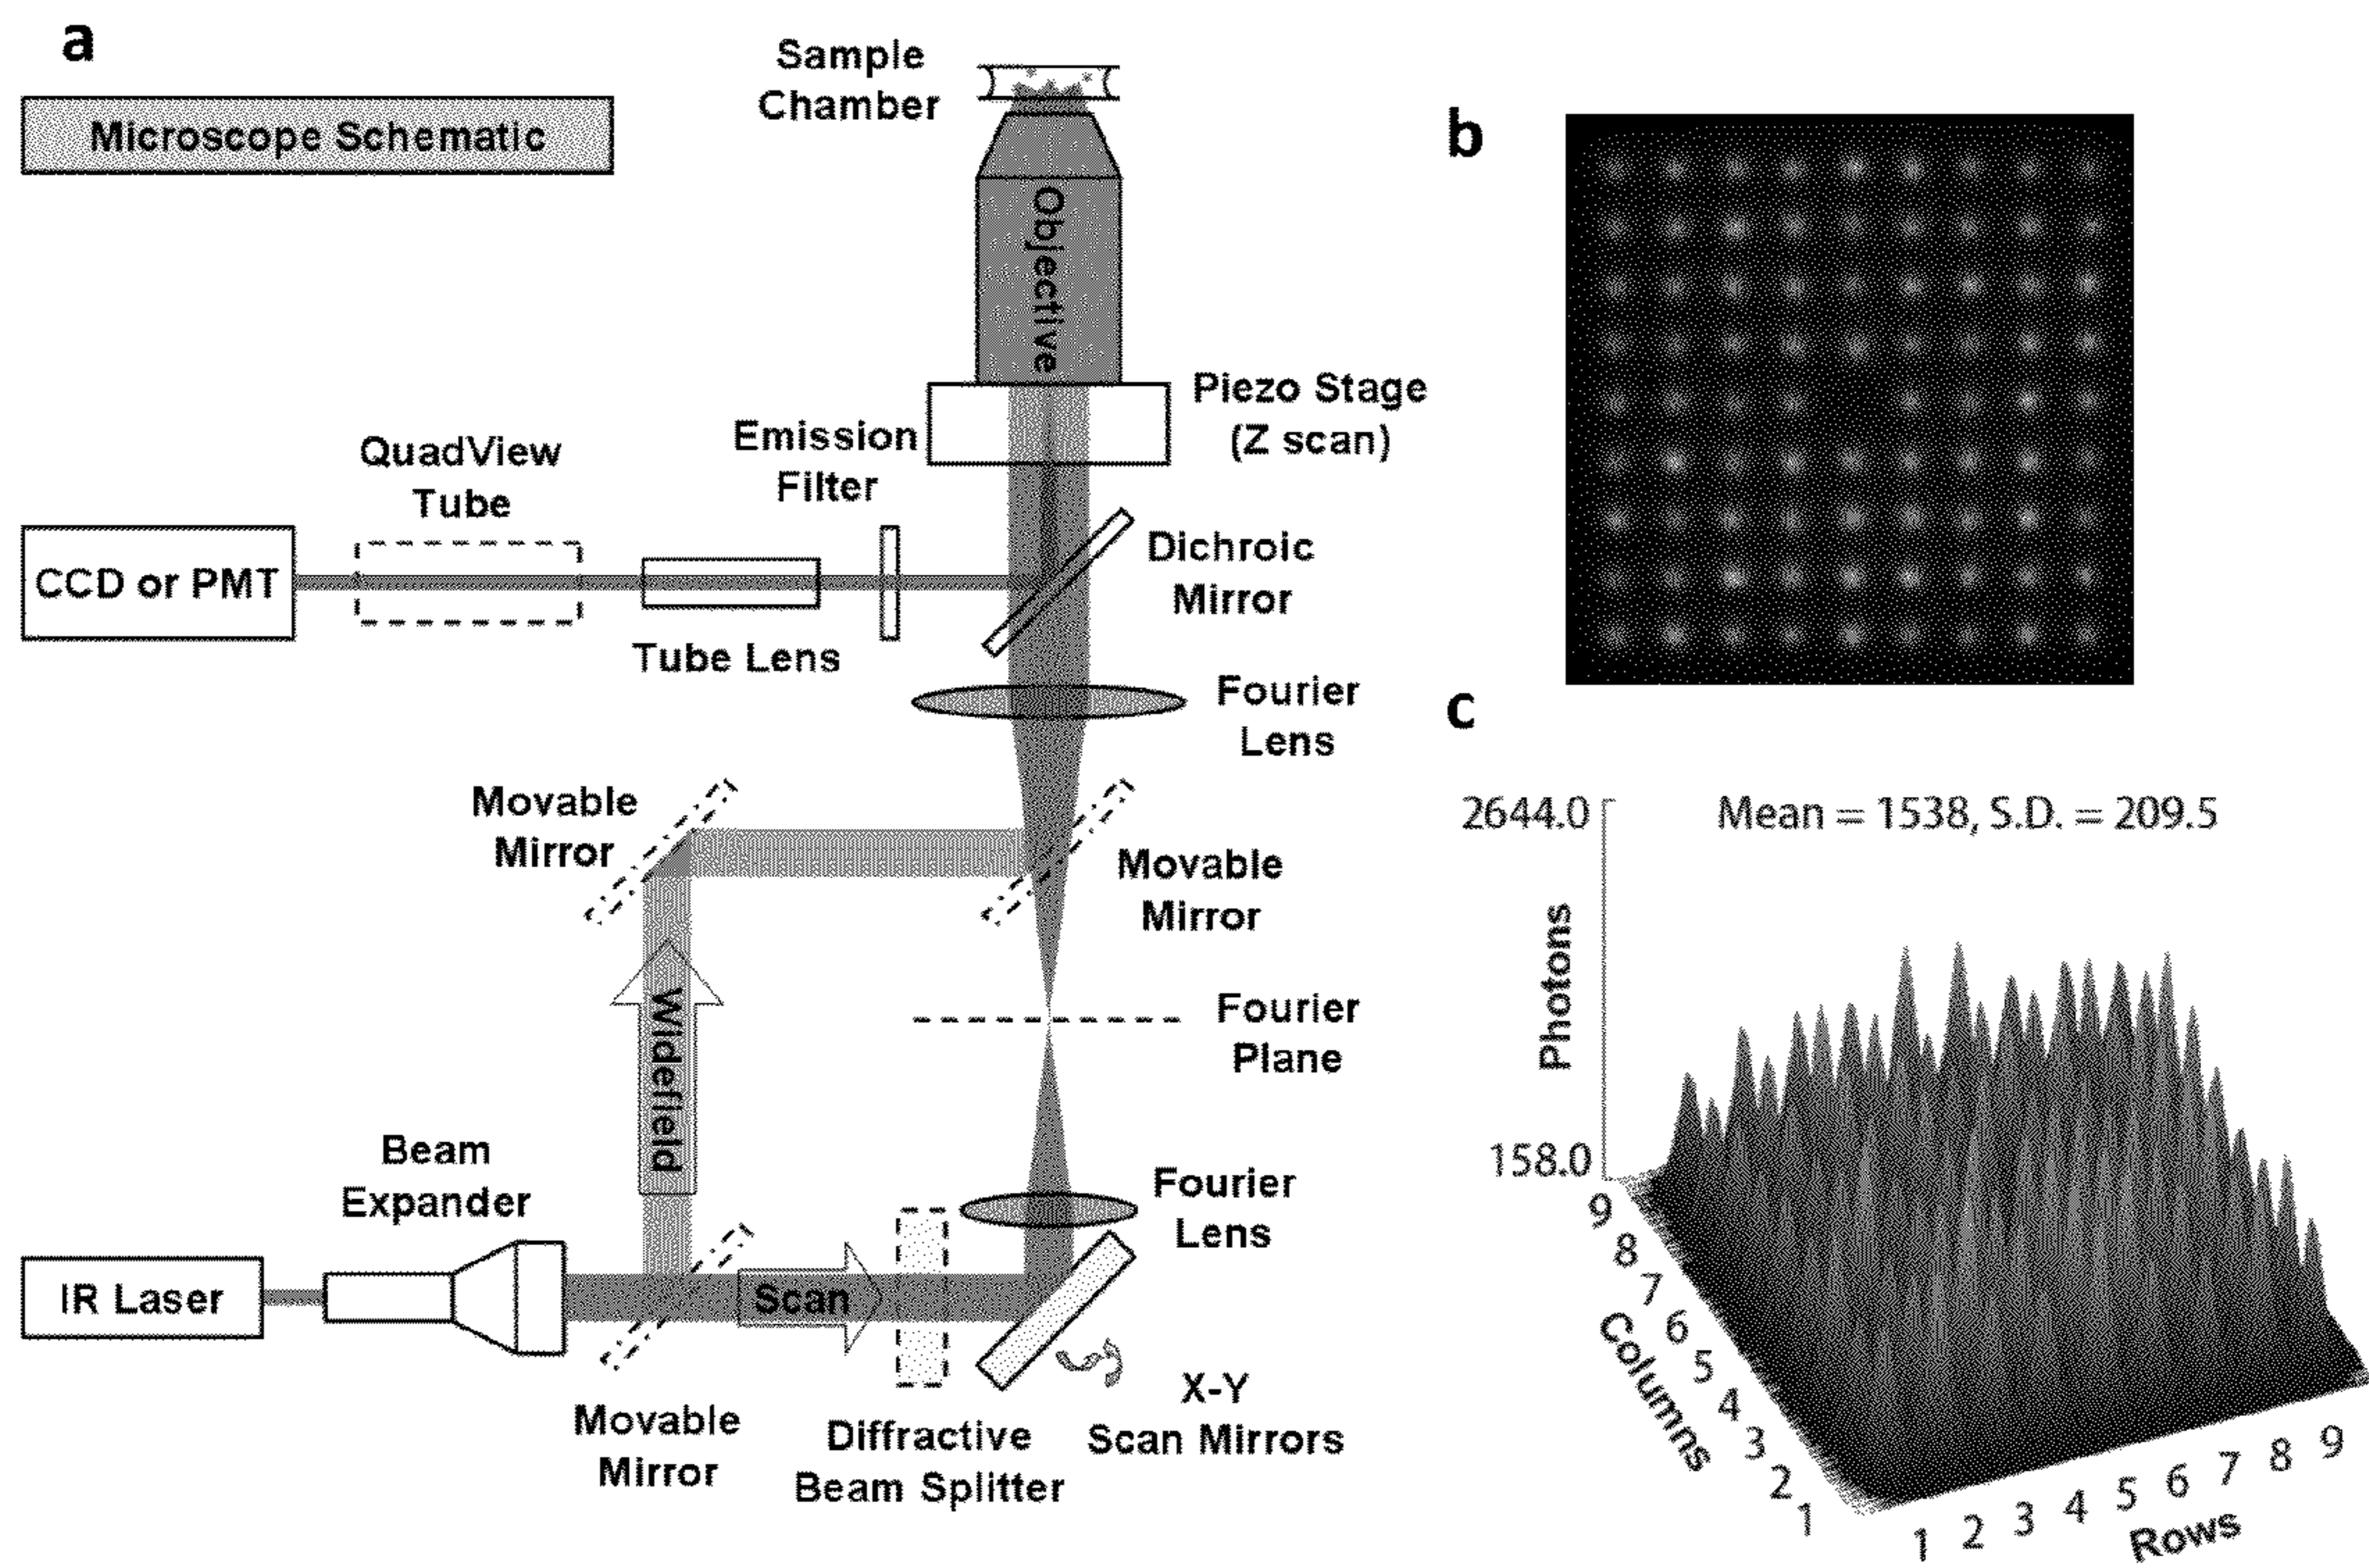 a
Microscope Schematic
Sample
Chamber
Objective
Piezo Stage
(Z scan)
Emission
Filter
QuadView
Tube
CCD or PMT
Tube Lens
Dichroic
Mirror
Fourier
Lens
Movable
Mirror
Movable
Mirror
Widefield
Fourier
Plane
Beam
Expander
Fourier
Lens
IR Laser
Scan
Movable
Mirror
Diffractive
Beam Splitter
X-Y
Scan Mirrors
b
c
2644.0
Mean = 1538, S.D. = 209.5
Photons
158.0
9
8
7
6
5
4
3
2
1
Columns
1 2 3 4 5 6 7 8 9
Rows